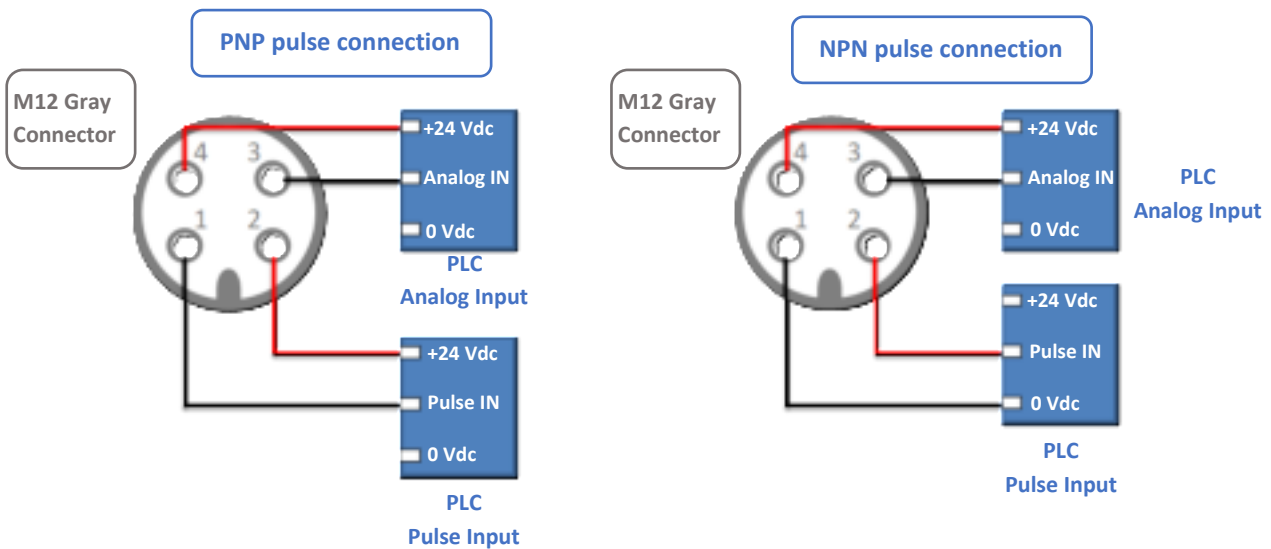 PNP pulse connection
M12 Gray
Connector
4
3
1
2
+24 Vdc
Analog IN
0 Vdc
PLC
Analog Input
+24 Vdc
Pulse IN
0 Vdc
PLC
Pulse Input
NPN pulse connection
M12 Gray
Connector
4
3
1
2
+24 Vdc
Analog IN
0 Vdc
PLC
Analog Input
+24 Vdc
Pulse IN
0 Vdc
PLC
Pulse Input